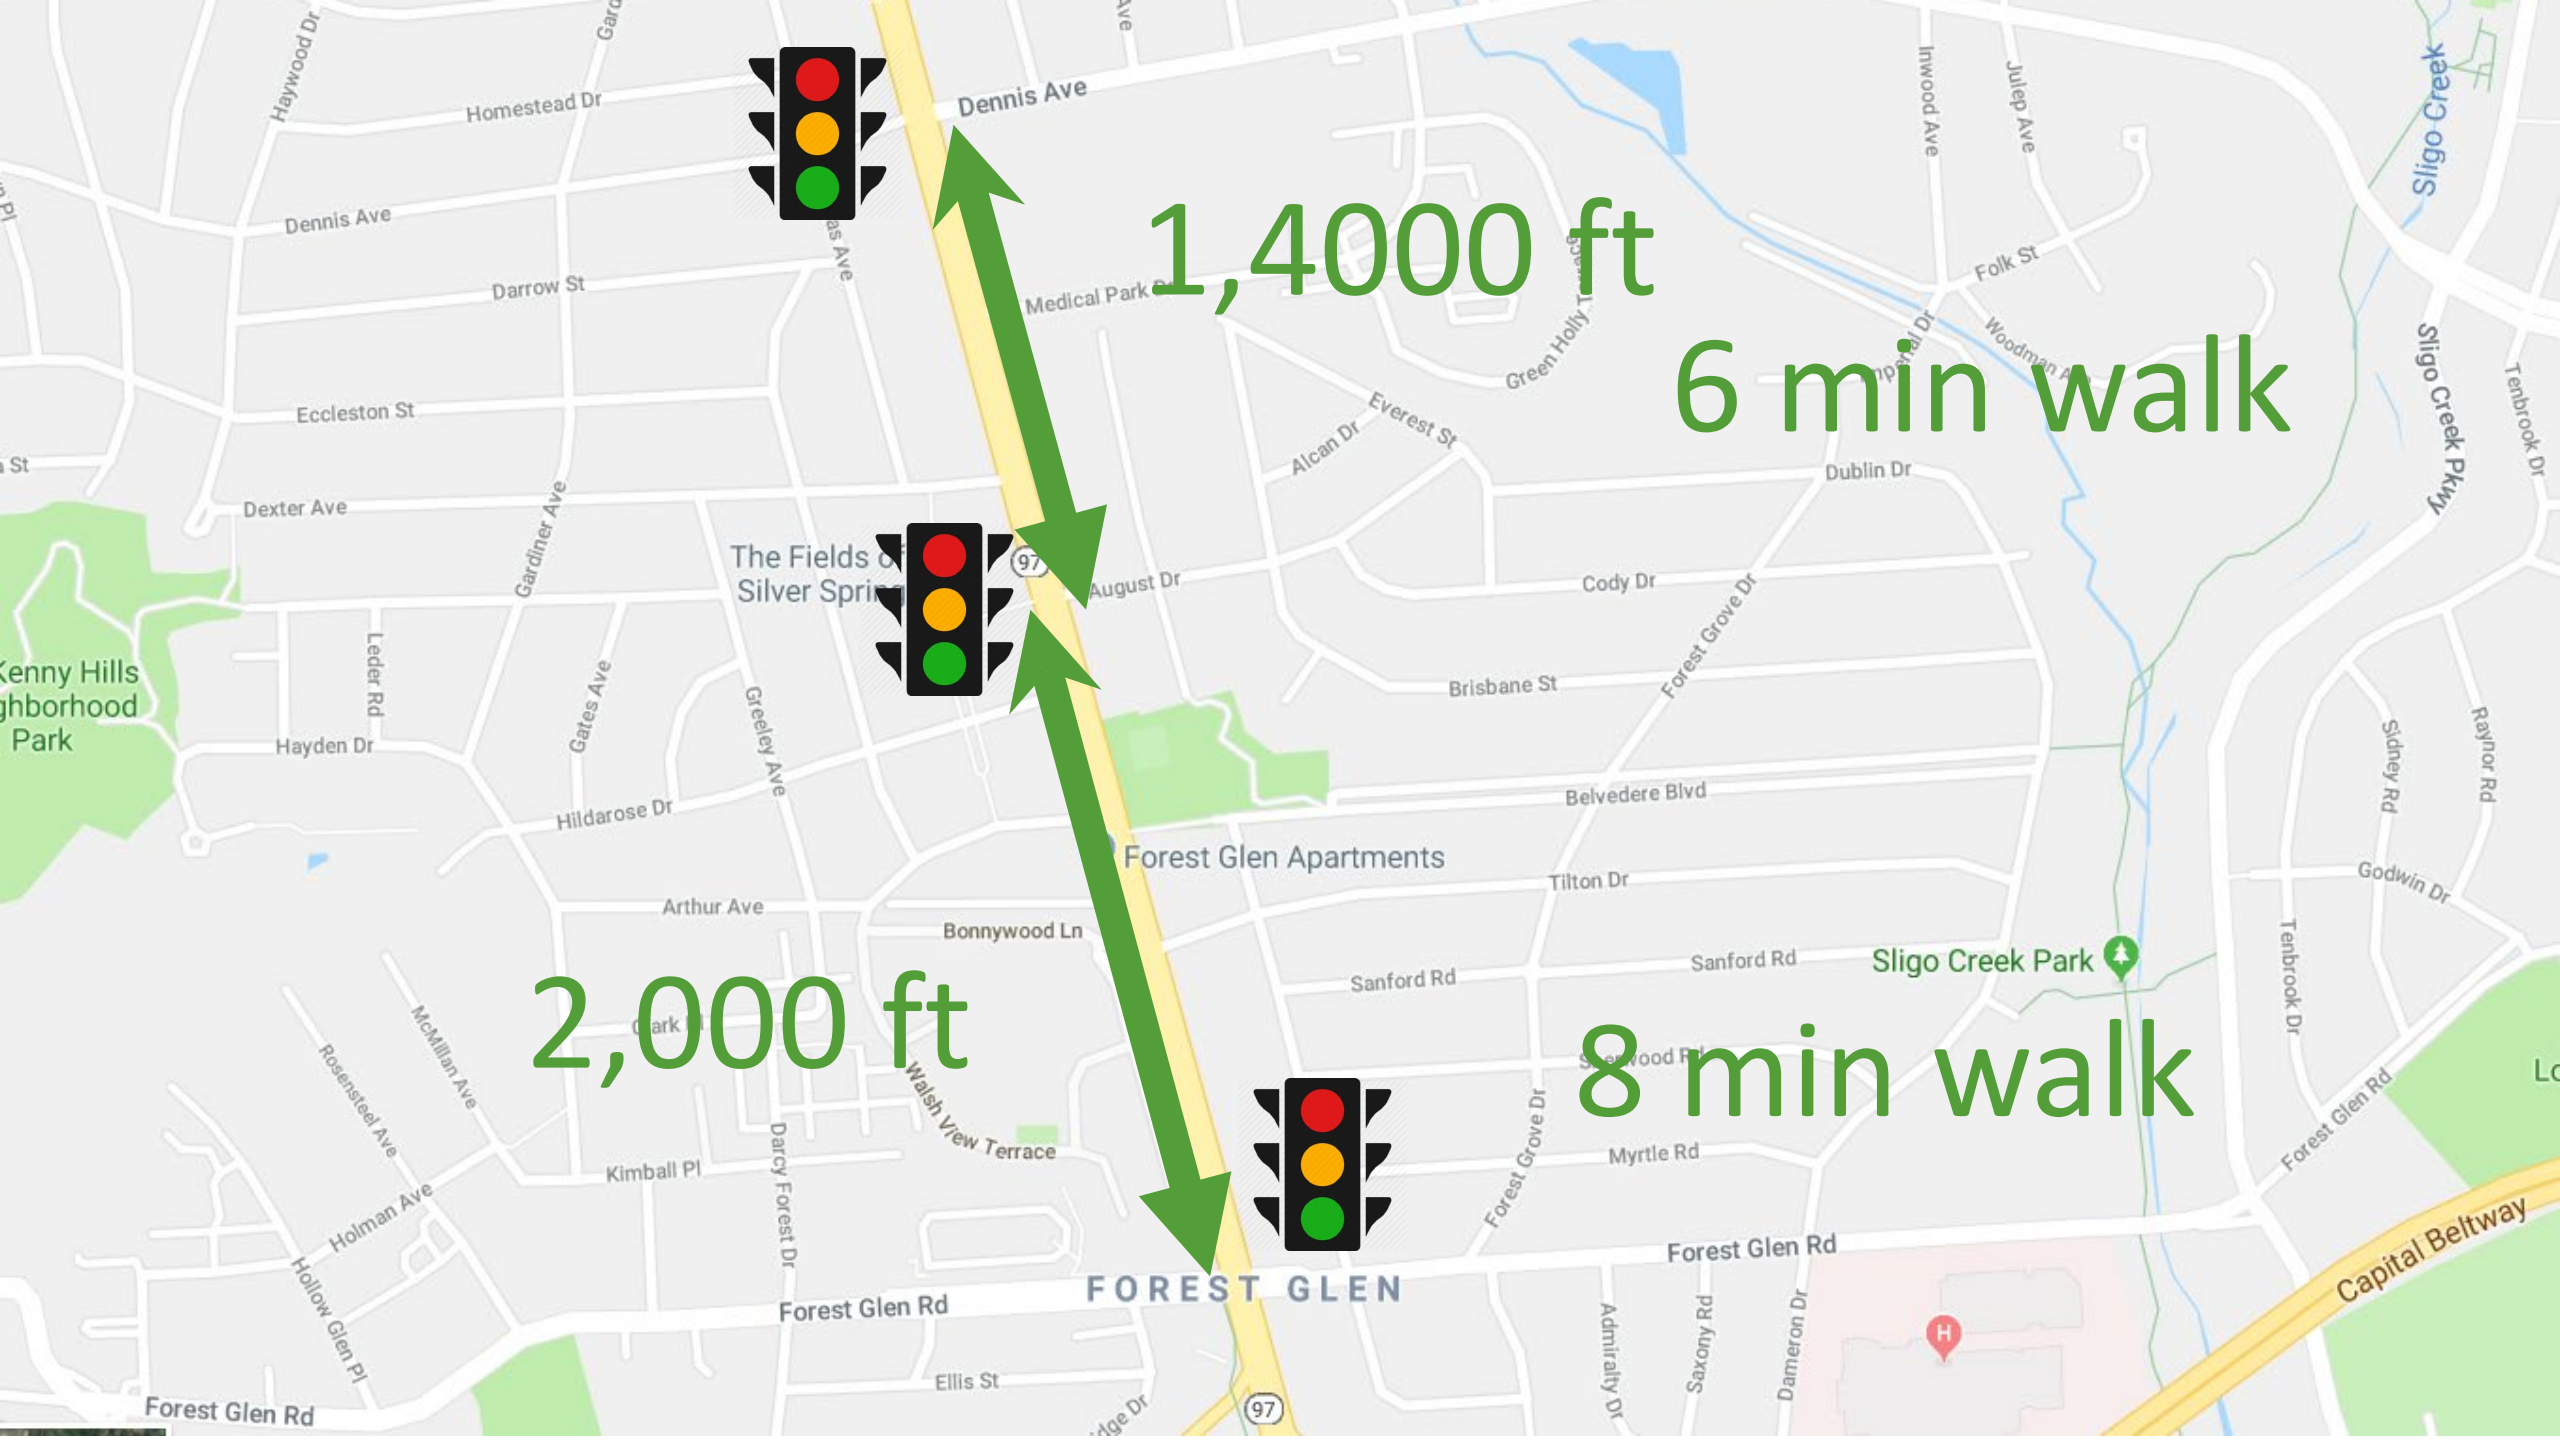 Haywood Dr
Homestead Dr
Dennis Ave
Inwood Ave
Julep Ave
Sligo Creek
Dennis Ave
1,4000 ft
Darrow St
Medical Park
Folk St
Green Holly Terrace
6 min walk
Eccleston St
Everest St
Alcan Dr
Sligo Creek Pkwy
Tenbrook Dr
St
Dublin Dr
Dexter Ave
Gardiner Ave
The Fields of
Silver Spring
97
August Dr
Cody Dr
Forest Grove Dr
Leder Rd
Gates Ave
Greeley Ave
Brisbane St
Kenny Hills
ghborhood
Park
Hayden Dr
Sidney Rd
Raynor Rd
Hildarose Dr
Belvedere Blvd
Forest Glen Apartments
Tilton Dr
Godwin Dr
Arthur Ave
Bonnywood Ln
Sanford Rd
Sanford Rd
Sligo Creek Park
Tenbrook Dr
2,000 ft
McMillan Ave
Rosensteel Ave
8 min walk
Walsh View Terrace
Forest Grove Dr
Forest Glen Rd
Darcy Forest Dr
Kimball Pl
Myrtle Rd
Holman Ave
Hollow Glen Pl
Forest Glen Rd
Capital Beltway
FOREST GLEN
Forest Glen Rd
Admiralty Dr
Saxony Rd
Dameron Dr
H
Ellis St
97
Forest Glen Rd